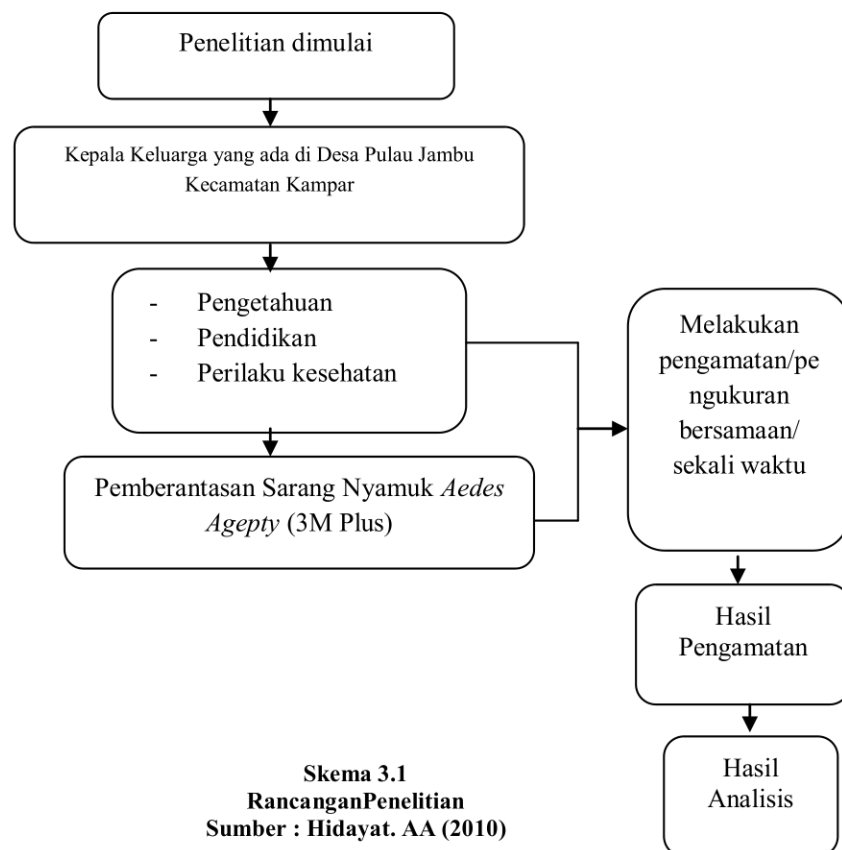 Penelitian dimulai
Kepala Keluarga yang ada di Desa Pulau Jambu
Kecamatan Kampar
- Pengetahuan
- Pendidikan
- Perilaku kesehatan
Pemberantasan Sarang Nyamuk Aedes
Agepty (3M Plus)
Melakukan
pengamatan/pe
ngukuran
bersamaan/
sekali waktu
Hasil
Pengamatan
Hasil
Analisis
Skema 3.1
RancanganPenelitian
Sumber : Hidayat. AA (2010)